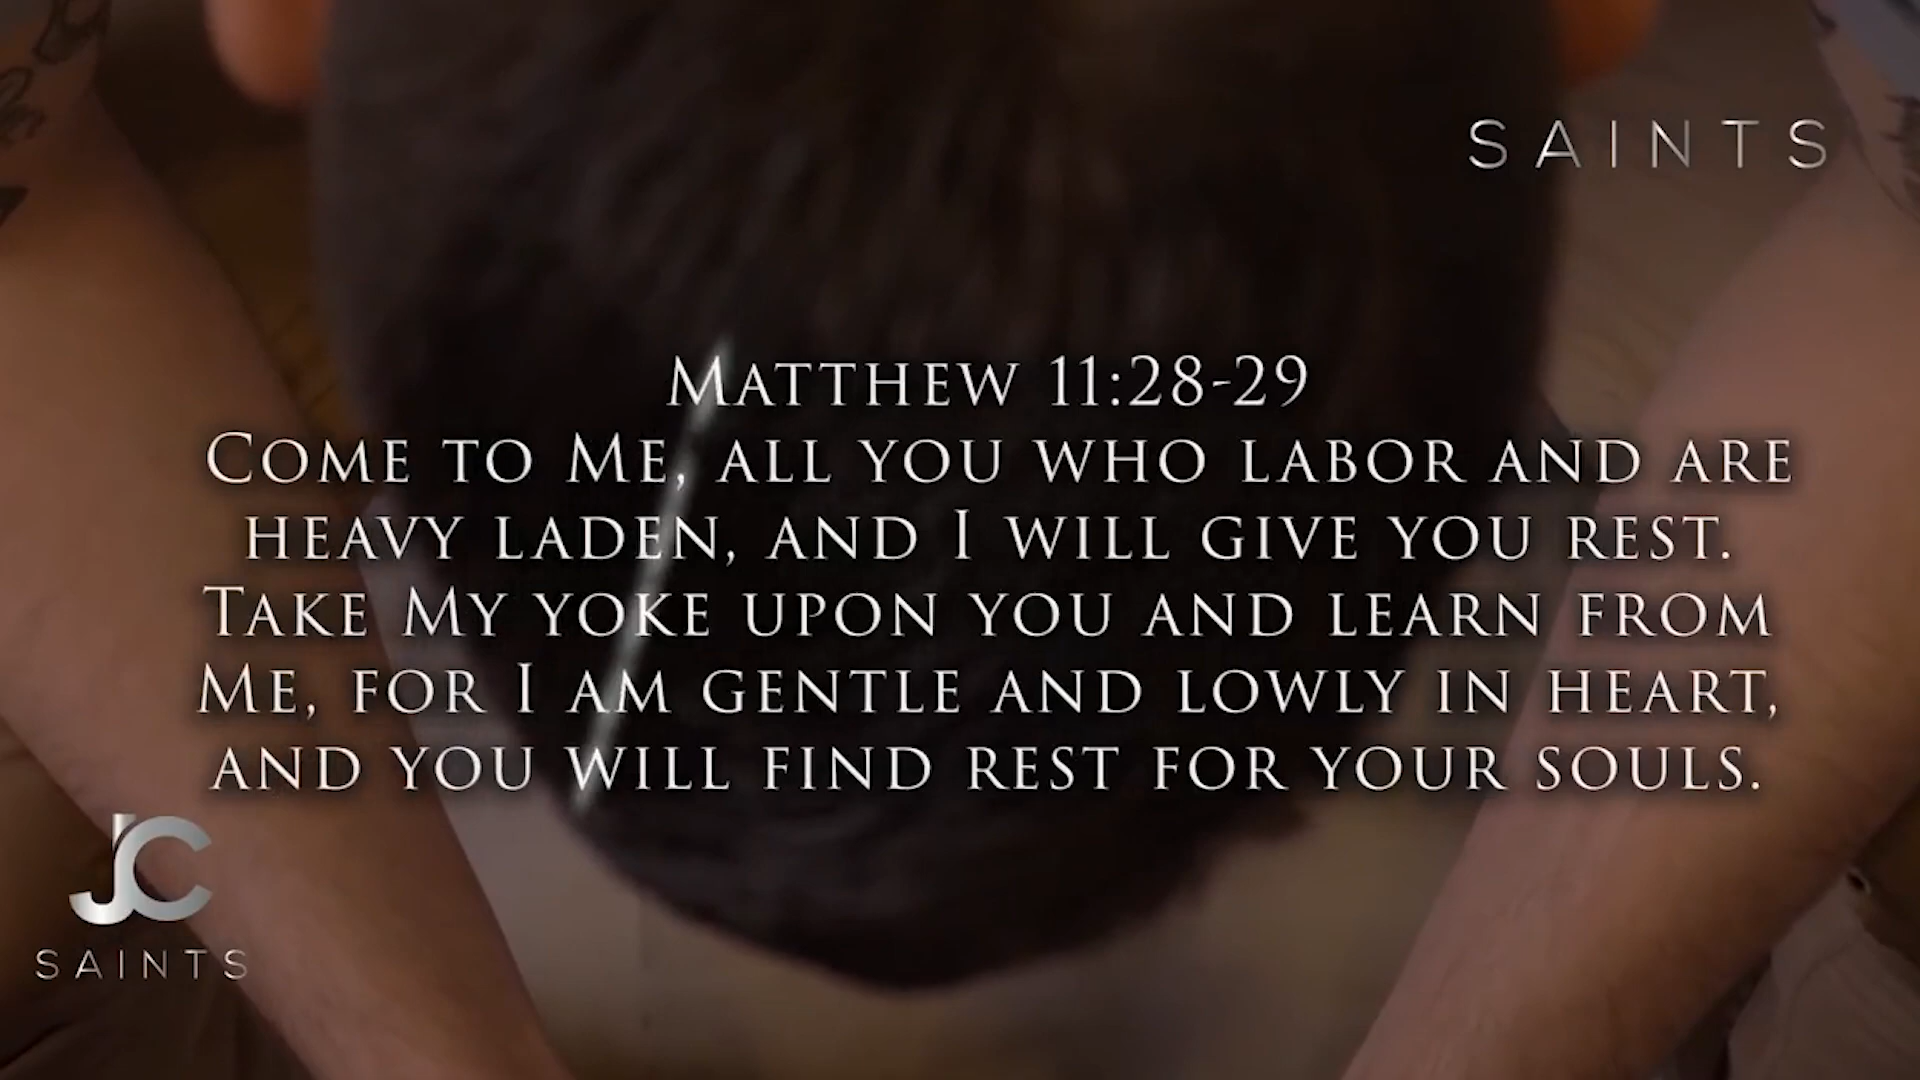 SAINTS
MATTHEW 11:28-29
COME TO ME, ALL YOU WHO LABOR AND ARE
HEAVY LADEN, AND I WILL GIVE YOU REST.
TAKE MY YOKE UPON YOU AND LEARN FROM
ME, FOR I AM GENTLE AND LOWLY IN HEART,
AND YOU WILL FIND REST FOR YOUR SOULS.
JC
SAINTS